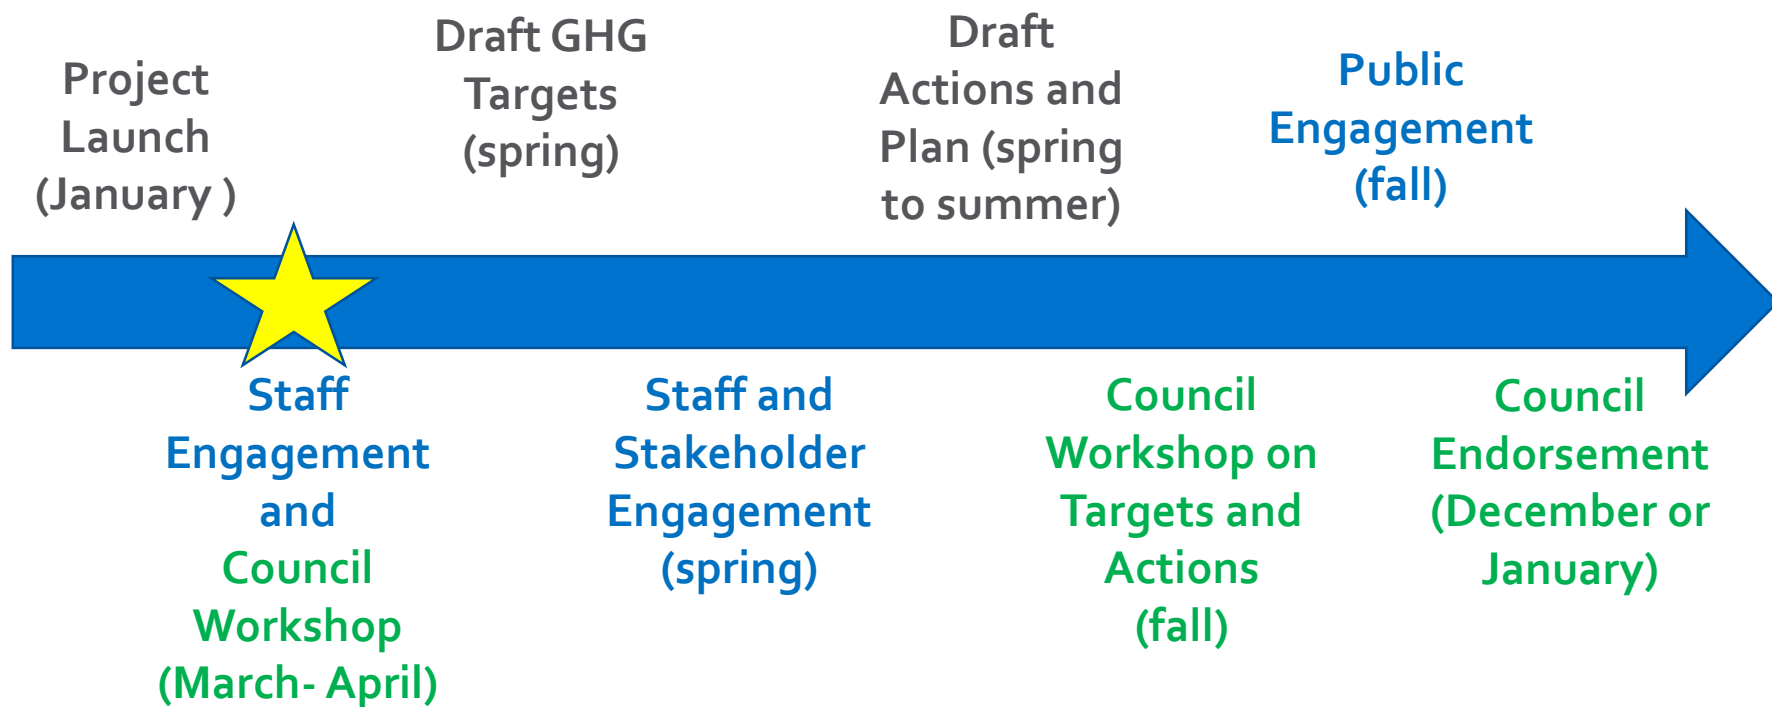 Project
Launch
(January )
Draft GHG
Targets
(spring)
Draft
Actions and
Plan (spring
to summer)
Public
Engagement
(fall)
Staff
Engagement
and
Council
Workshop
(March- April)
Staff and
Stakeholder
Engagement
(spring)
Council
Workshop on
Targets and
Actions
(fall)
Council
Endorsement
(December or
January)